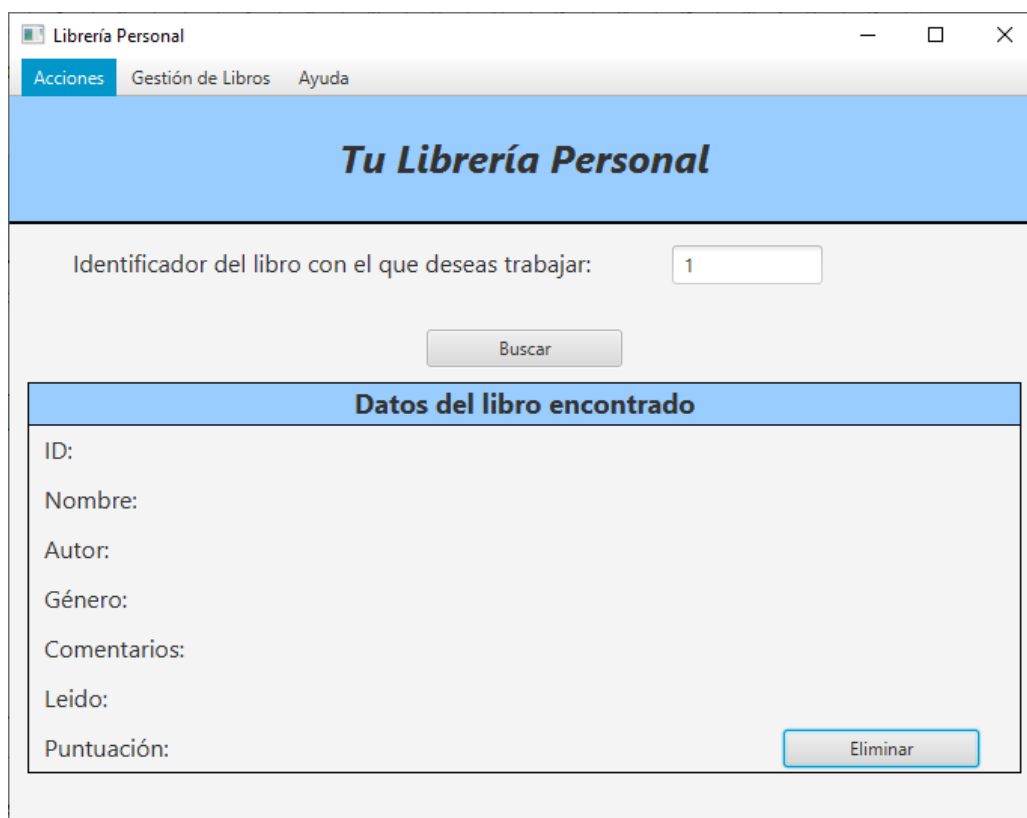 Librería Personal
Acciones Gestión de Libros Ayuda
Tu Librería Personal
Identificador del libro con el que deseas trabajar: 1
Buscar
Datos del libro encontrado
ID:
Nombre:
Autor:
Género:
Comentarios:
Leido:
Puntuación: Eliminar